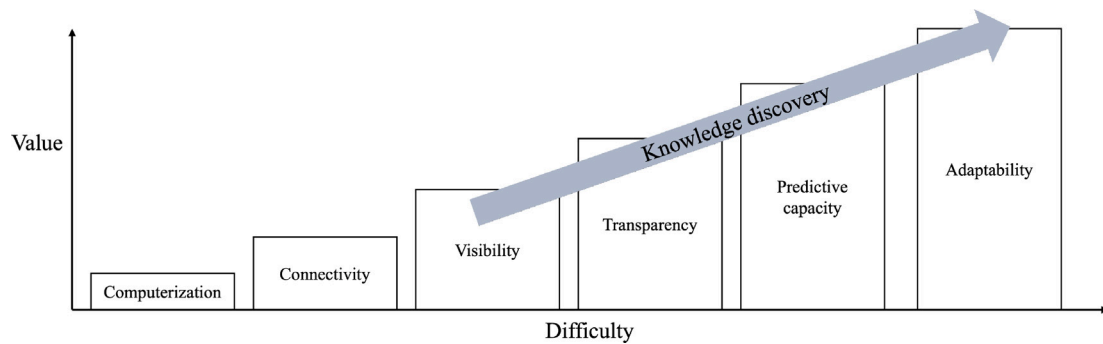 Value
Computerization
Connectivity
Visibility
Transparency
Predictive
capacity
Adaptability
Knowledge discovery
Difficulty